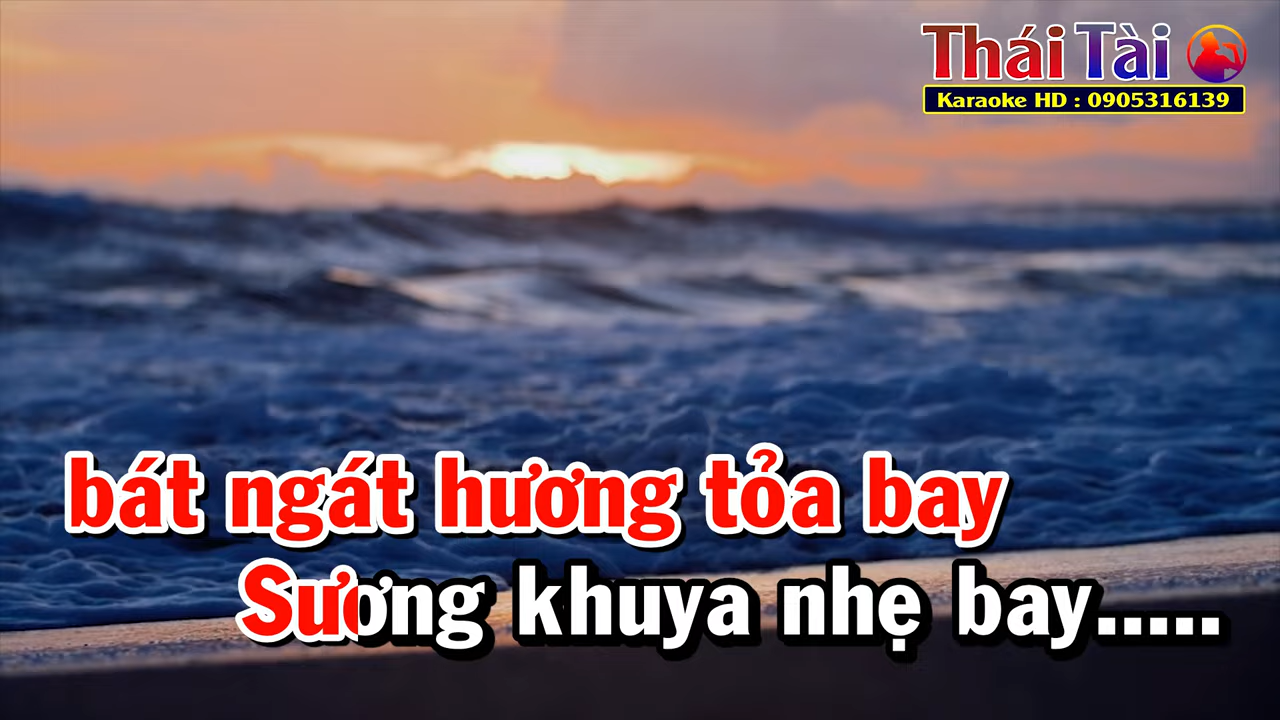 Thái Tài
Karaoke HD : 0905316139
bát ngát hương tỏa bay
Sương khuya nhẹ bay.....